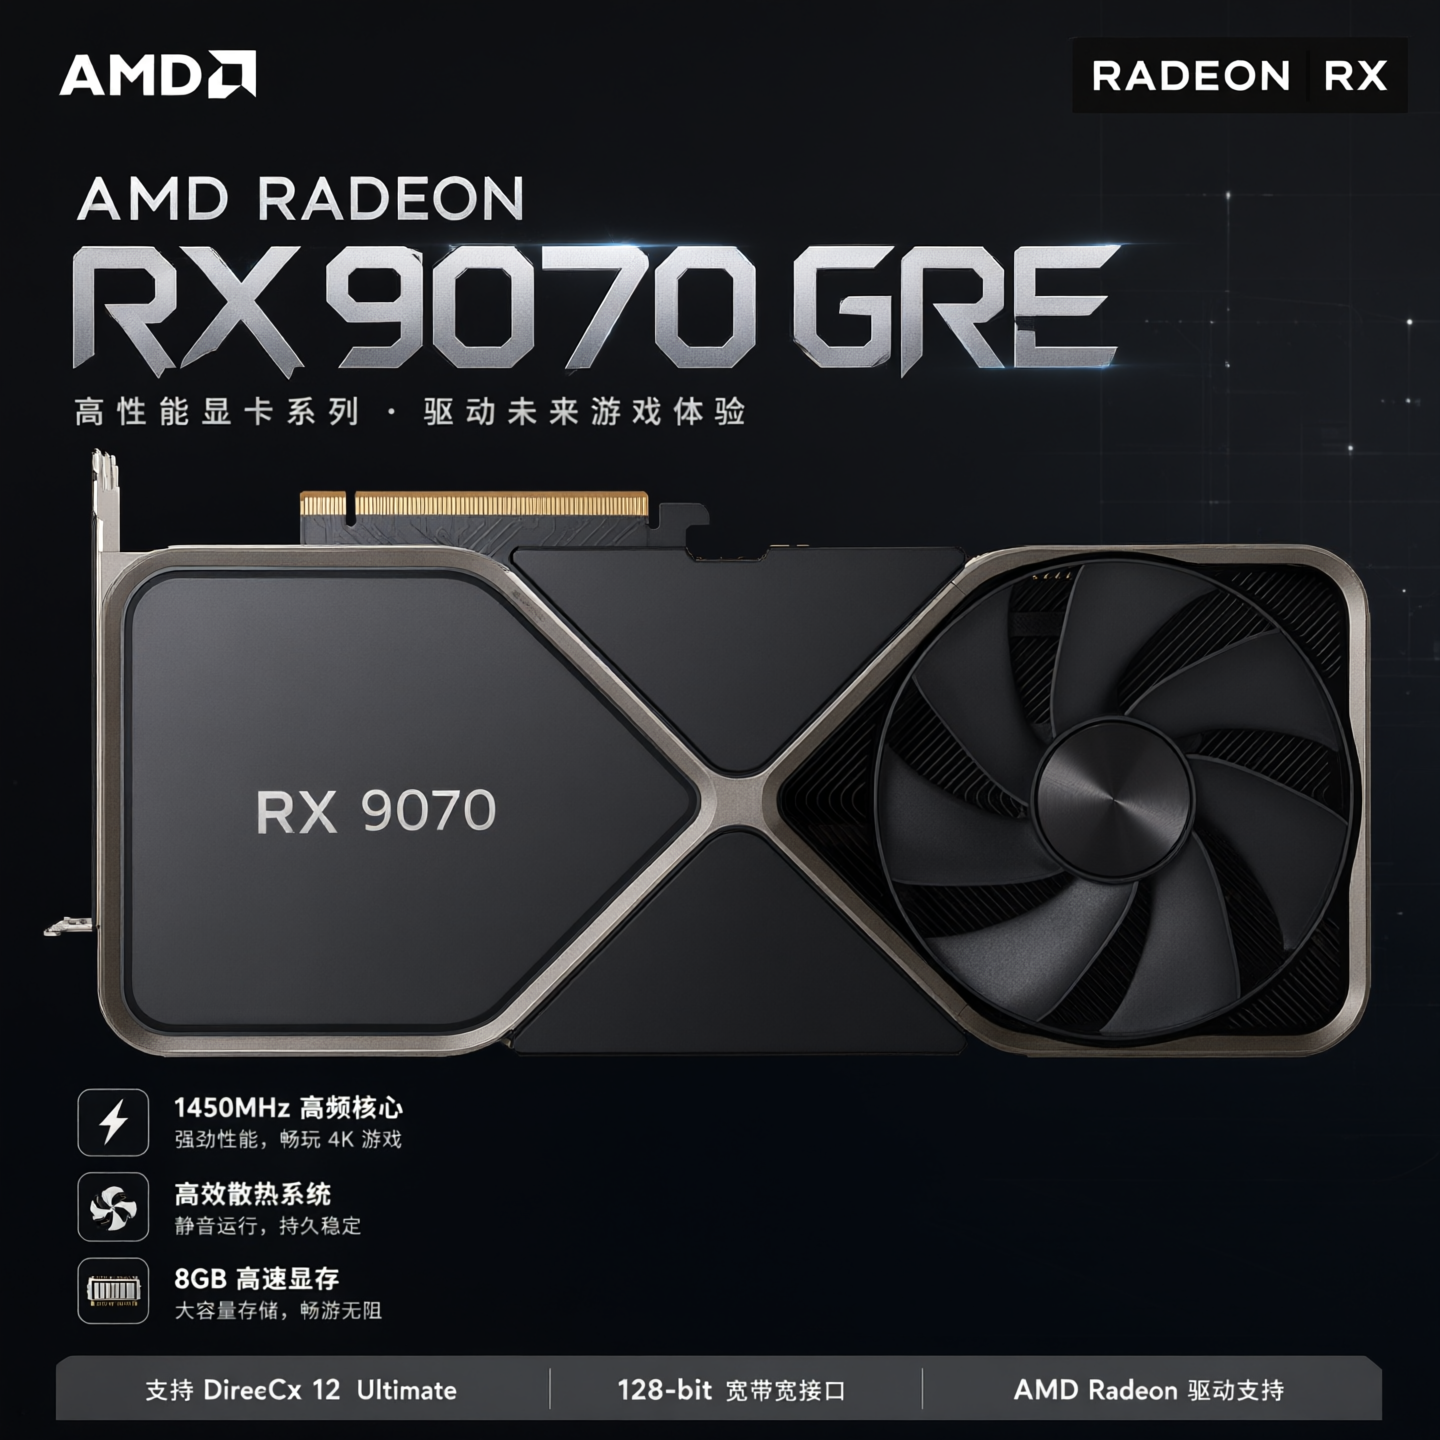 AMD
RADEON RX
AMD RADEON
RX 9070 GRE
高性能显卡系列 · 驱动未来游戏体验
RX 9070
1450MHz 高频核心
强劲性能，畅玩 4K 游戏
高效散热系统
静音运行，持久稳定
8GB 高速显存
大容量存储，畅游无阻
支持 DireeCx 12 Ultimate
128-bit 宽带宽接口
AMD Radeon 驱动支持